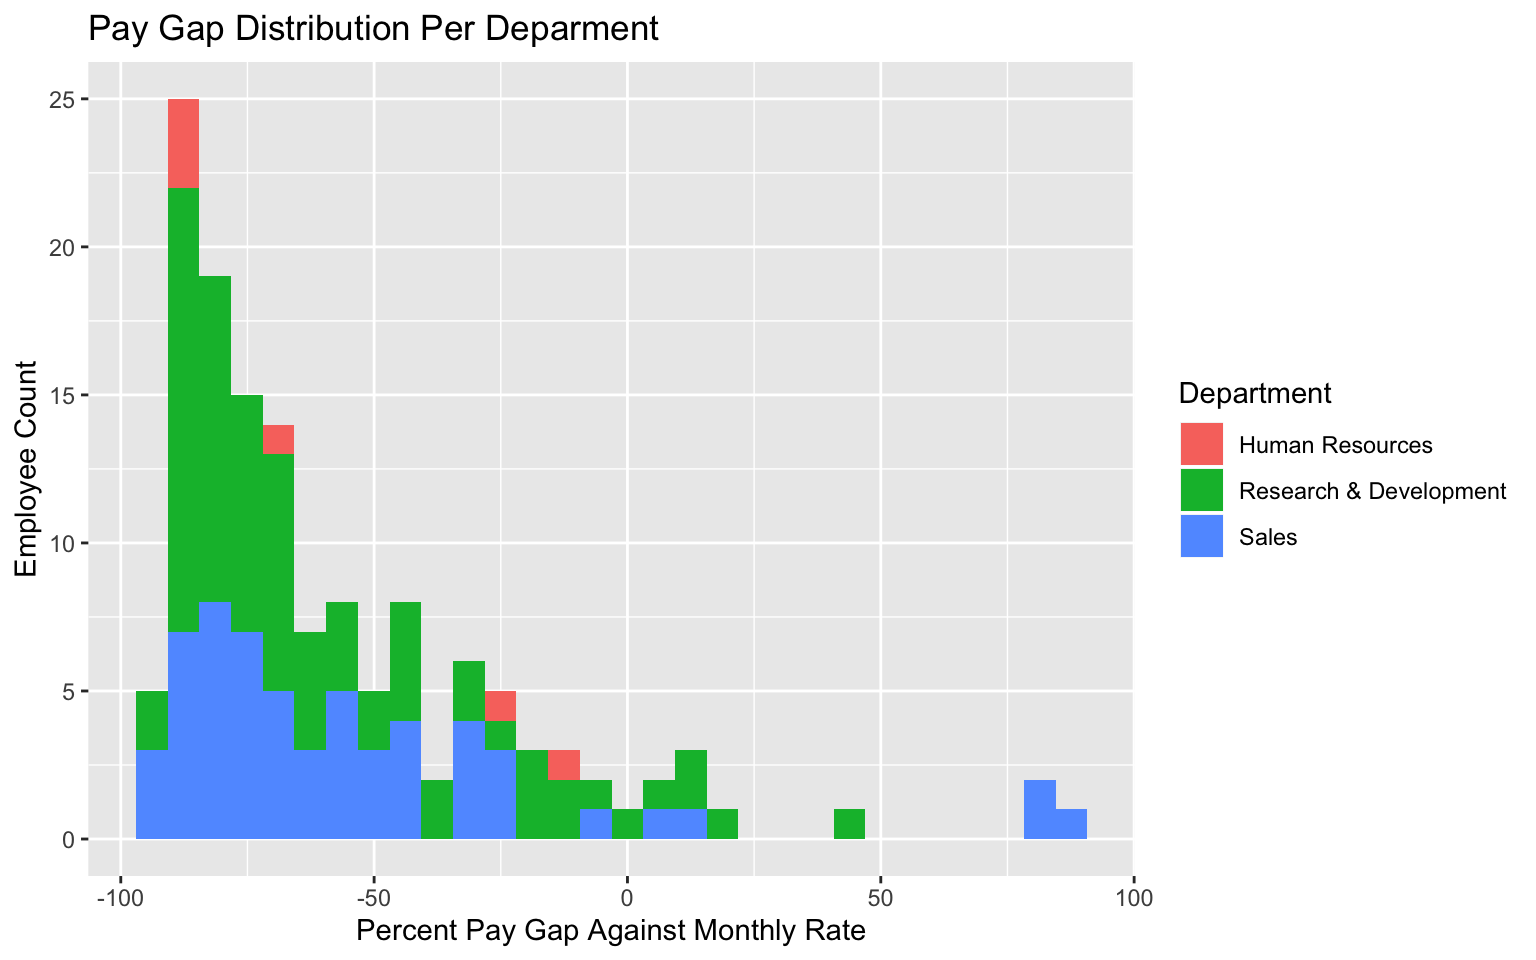 Pay Gap Distribution Per Deparment
25
20
15
10
5
0
Employee Count
-100
-50
0
50
100
Percent Pay Gap Against Monthly Rate
Department
Human Resources
Research & Development
Sales